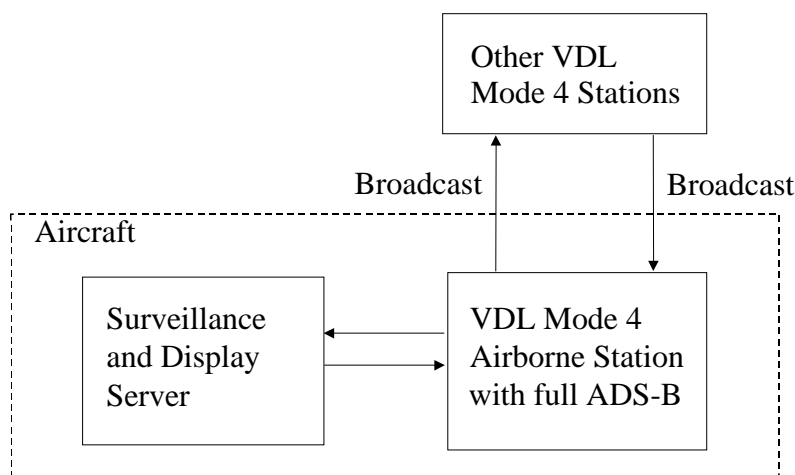 Other VDL
Mode 4 Stations
Broadcast
Broadcast
Aircraft
Surveillance
and Display
Server
VDL Mode 4
Airborne Station
with full ADS-B